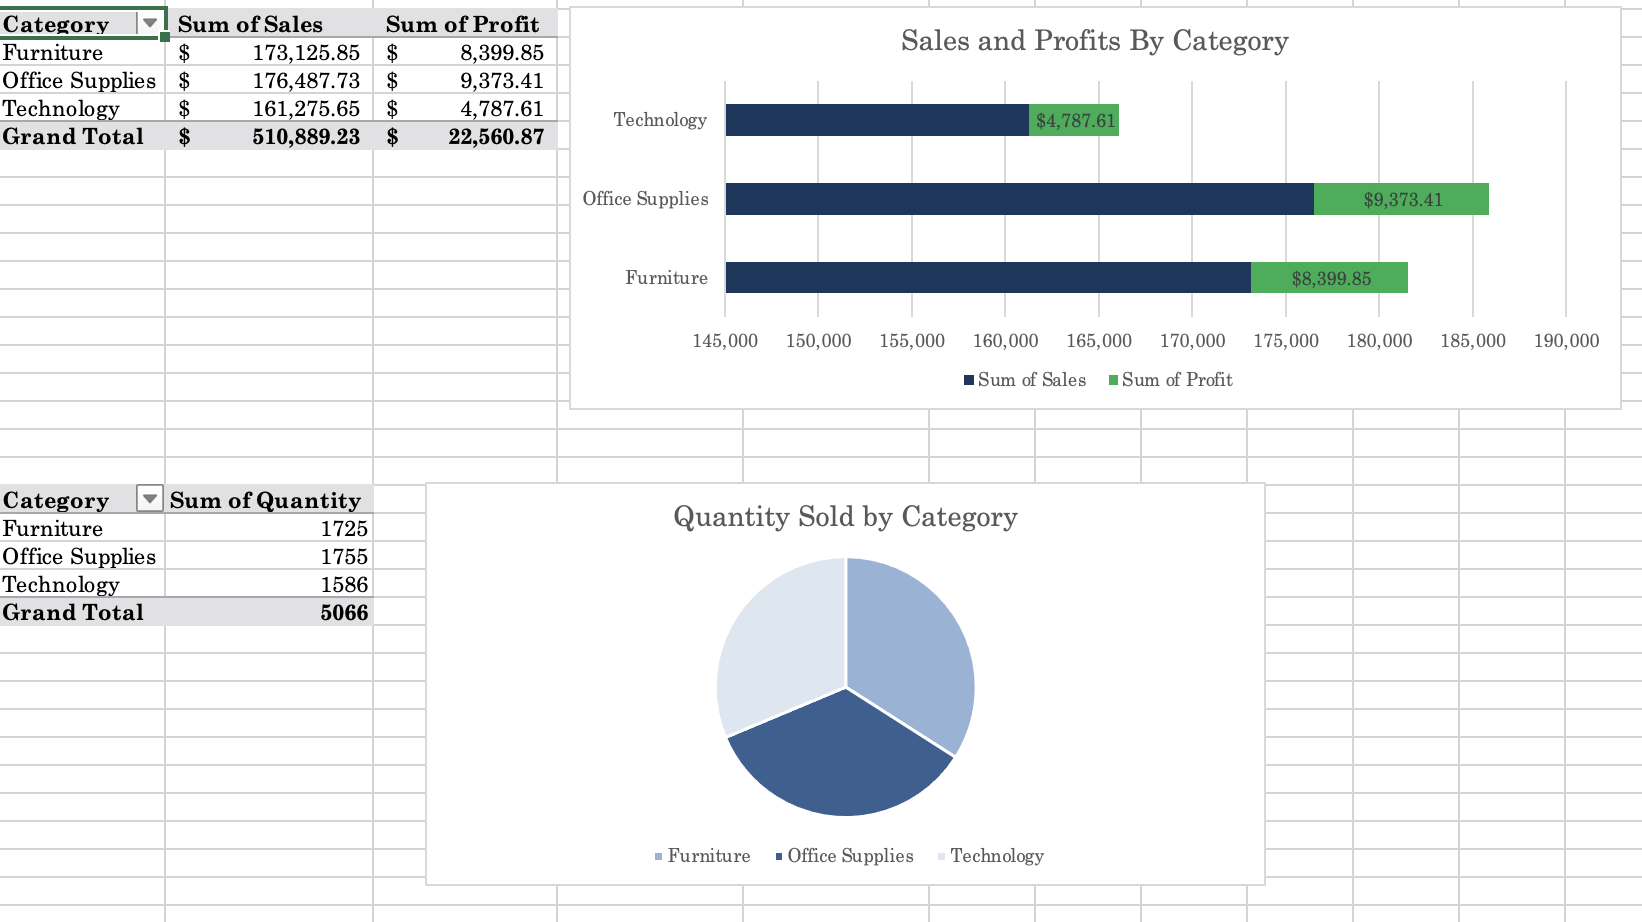 Category Sum of Sales Sum of Profit
Furniture $ 173,125.85 $ 8,399.85
Office Supplies $ 176,487.73 $ 9,373.41
Technology $ 161,275.65 $ 4,787.61
Grand Total $ 510,889.23 $ 22,560.87
Sales and Profits By Category
Technology $4,787.61
Office Supplies $9,373.41
Furniture $8,399.85
145,000 150,000 155,000 160,000 165,000 170,000 175,000 180,000 185,000 190,000
Sum of Sales Sum of Profit
Category Sum of Quantity
Furniture 1725
Office Supplies 1755
Technology 1586
Grand Total 5066
Quantity Sold by Category
Furniture Office Supplies Technology